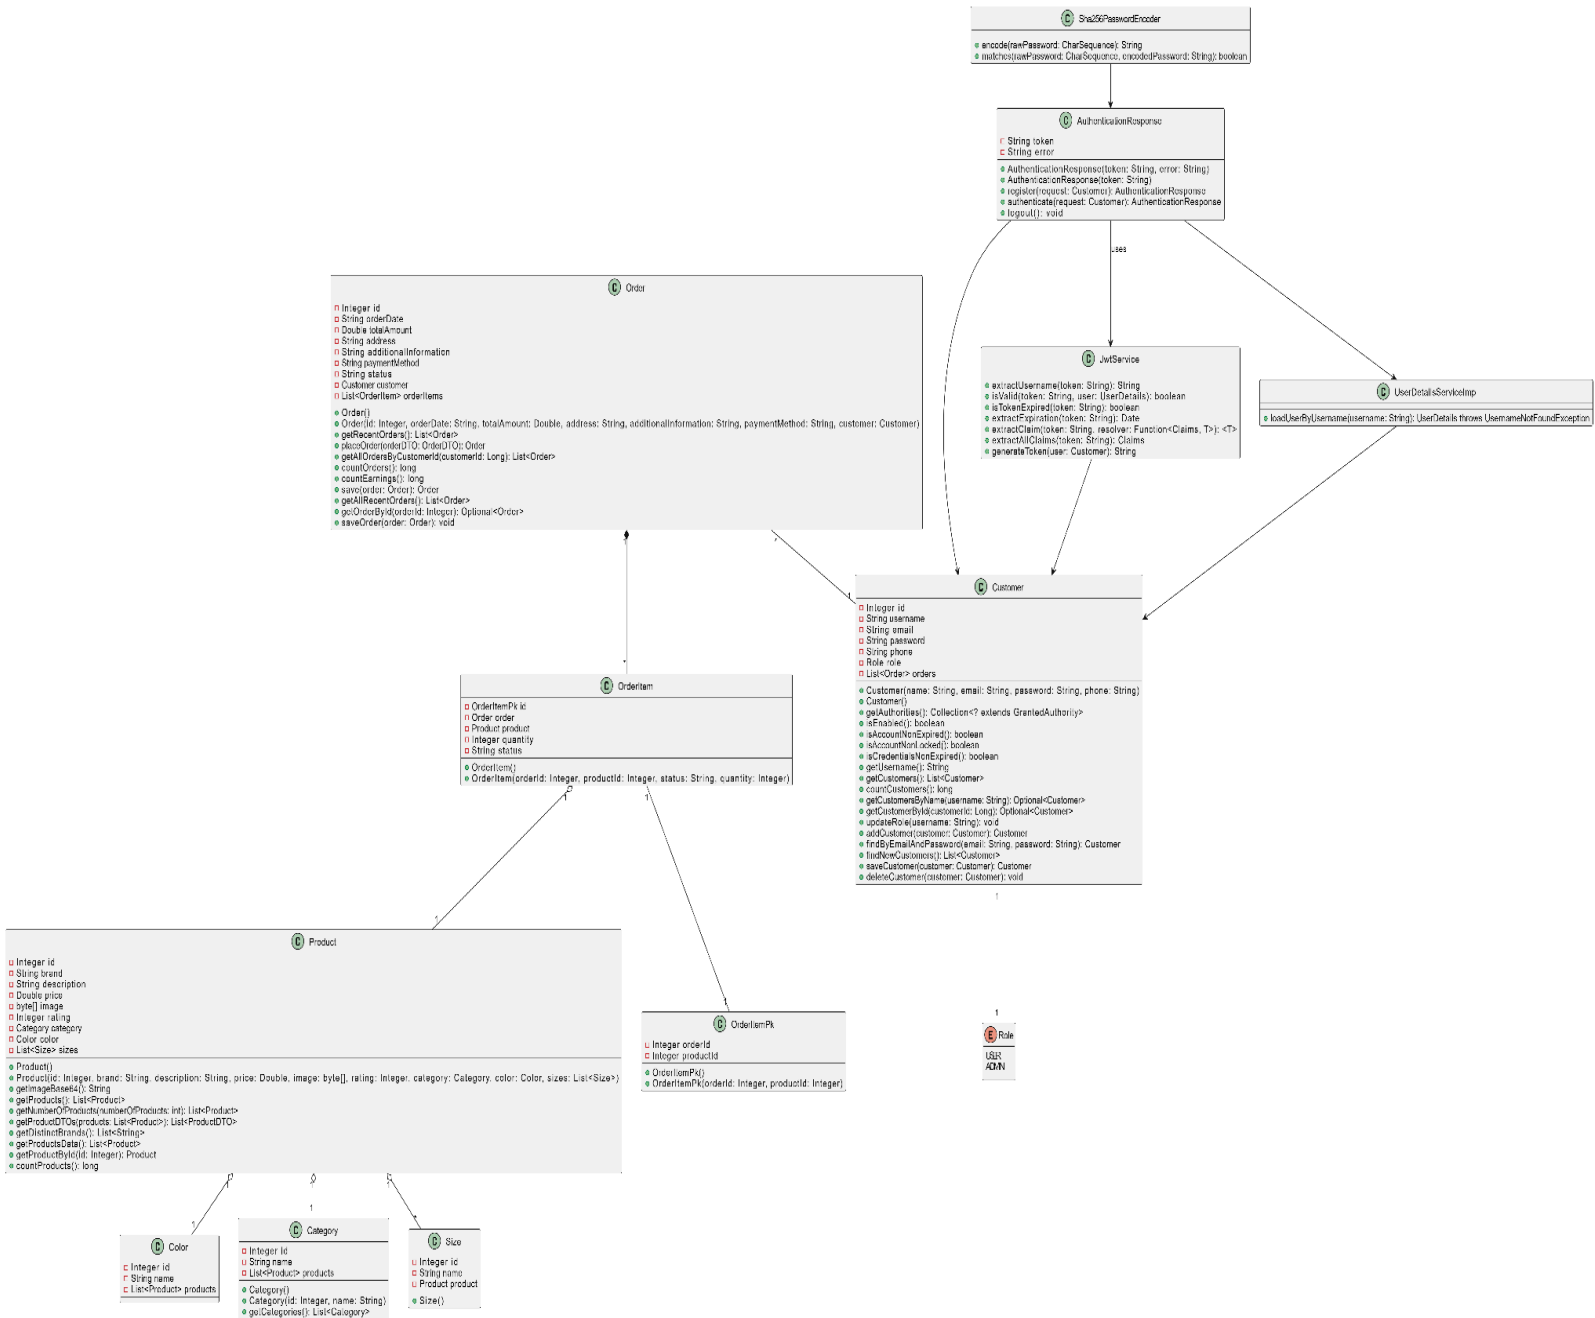 C Sha256PasswordEncoder
encode(rawPassword: CharSequence): String
matches(rawPassword: CharSequence, encodedPassword: String): boolean
C AuthenticationResponse
String token
String error
AuthenticationResponse(token: String, error: String)
AuthenticationResponse(token: String)
register(request: Customer): AuthenticationResponse
authenticate(request: Customer): AuthenticationResponse
logout(): void
uses
C Order
Integer id
String orderDate
Double totalAmount
String address
String additionalInformation
String paymentMethod
String status
Customer customer
List<OrderItem> orderItems
Order()
Order(id: Integer, orderDate: String, totalAmount: Double, address: String, additionalInformation: String, paymentMethod: String, customer: Customer)
getRecentOrders(): List<Order>
placeOrder(orderDTO: OrderDTO): Order
getAllOrdersByCustomerId(customerId: Long): List<Order>
countOrders(): long
countEarnings(): long
save(order: Order): Order
getAllRecentOrders(): List<Order>
getOrderById(orderId: Integer): Optional<Order>
saveOrder(order: Order): void
C JwtService
extractUsername(token: String): String
isValid(token: String, user: UserDetails): boolean
isTokenExpired(token: String): boolean
extractExpiration(token: String): Date
extractClaim(token: String, resolver: Function<Claims, T>): <T>
extractAllClaims(token: String): Claims
generateToken(user: Customer): String
C UserDetailsServiceImp
loadUserByUsername(username: String): UserDetails throws UsernameNotFoundException
1
*
*
1
C Customer
Integer id
String username
String email
String password
String phone
Role role
List<Order> orders
Customer(name: String, email: String, password: String, phone: String)
Customer()
getAuthorities(): Collection<? extends GrantedAuthority>
isEnabled(): boolean
isAccountNonExpired(): boolean
isAccountNonLocked(): boolean
isCredentialsNonExpired(): boolean
getUsername(): String
getCustomers(): List<Customer>
countCustomers(): long
getCustomersByName(username: String): Optional<Customer>
getCustomerById(customerId: Long): Optional<Customer>
updateRole(username: String): void
addCustomer(customer: Customer): Customer
findByEmailAndPassword(email: String, password: String): Customer
findNewCustomers(): List<Customer>
saveCustomer(customer: Customer): Customer
deleteCustomer(customer: Customer): void
C OrderItem
OrderItemPk id
Order order
Product product
Integer quantity
String status
OrderItem()
OrderItem(orderId: Integer, productId: Integer, status: String, quantity: Integer)
1
1
1
1
1
1
C Product
Integer id
String brand
String description
Double price
byte[] image
Integer rating
Category category
Color color
List<Size> sizes
Product()
Product(id: Integer, brand: String, description: String, price: Double, image: byte[], rating: Integer, category: Category, color: Color, sizes: List<Size>)
getImageBase64(): String
getProducts(): List<Product>
getNumberOfProducts(numberOfProducts: int): List<Product>
getProductDTOs(products: List<Product>): List<ProductDTO>
getDistinctBrands(): List<String>
getProductsData(): List<Product>
getProductById(id: Integer): Product
countProducts(): long
C OrderItemPk
Integer orderId
Integer productId
OrderItemPk()
OrderItemPk(orderId: Integer, productId: Integer)
E Role
USER
ADMIN
1
1
1
*
C Color
Integer id
String name
List<Product> products
C Category
Integer id
String name
List<Product> products
Category()
Category(id: Integer, name: String)
getCategories(): List<Category>
C Size
Integer id
String name
Product product
Size()